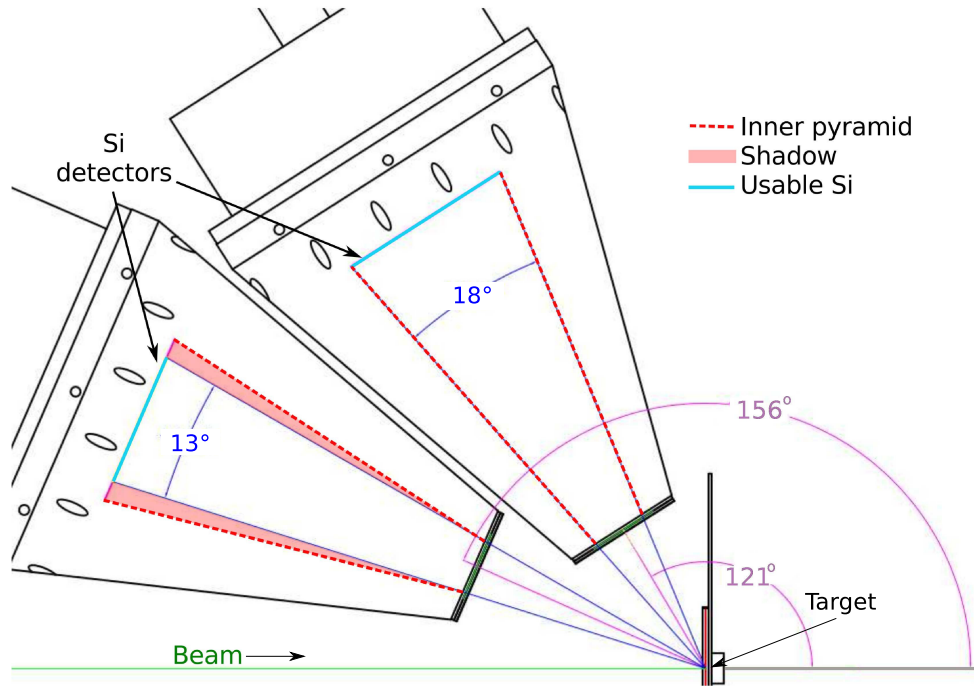 Si
detectors
Inner pyramid
Shadow
Usable Si
18°
156°
13°
121°
Target
Beam